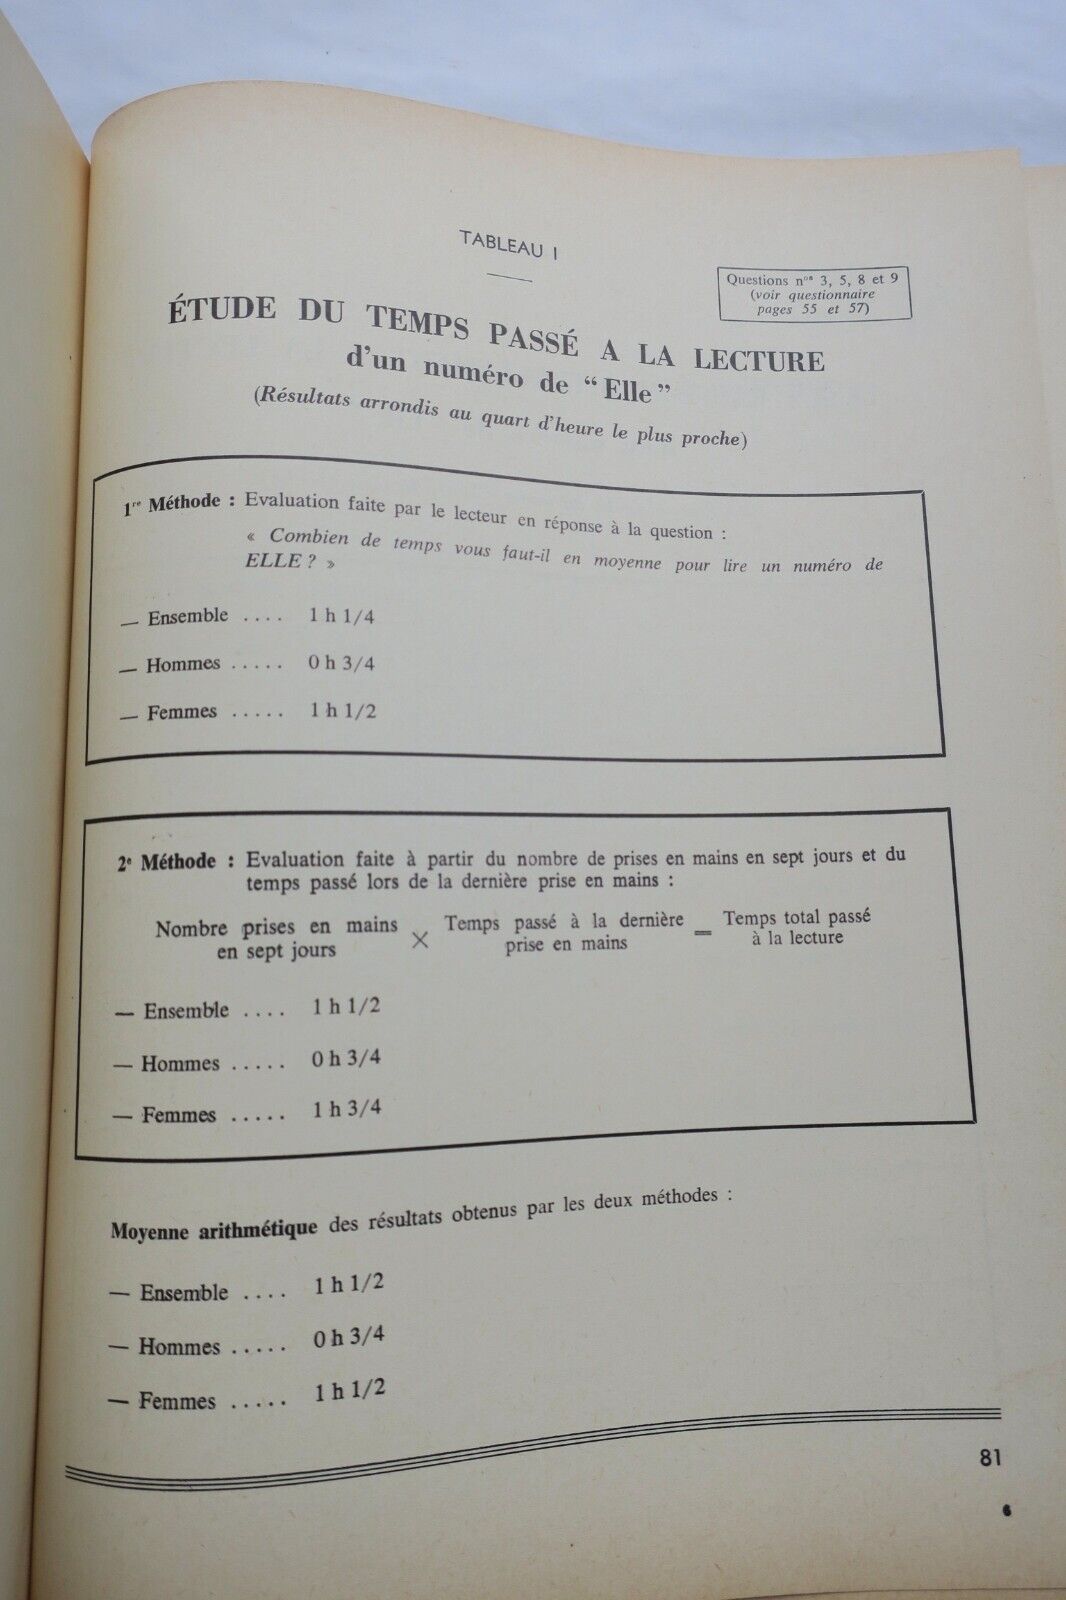 TABLEAU I
Questions nos 3, 5, 8 et 9
(voir questionnaire
pages 55 et 57)
ÉTUDE DU TEMPS PASSÉ A LA LECTURE
d'un numéro de "Elle"
(Résultats arrondis au quart d'heure le plus proche)
1re Méthode : Evaluation faite par le lecteur en réponse à la question :
« Combien de temps vous faut-il en moyenne pour lire un numéro de
ELLE ? »
— Ensemble .... 1 h 1/4
— Hommes ..... 0 h 3/4
— Femmes ..... 1 h 1/2
2e Méthode : Evaluation faite à partir du nombre de prises en mains en sept jours et du
temps passé lors de la dernière prise en mains :
Nombre prises en mains × Temps passé à la dernière = Temps total passé
en sept jours prise en mains à la lecture
— Ensemble .... 1 h 1/2
— Hommes ..... 0 h 3/4
— Femmes ..... 1 h 3/4
Moyenne arithmétique des résultats obtenus par les deux méthodes :
— Ensemble .... 1 h 1/2
— Hommes ..... 0 h 3/4
— Femmes ..... 1 h 1/2
81
6